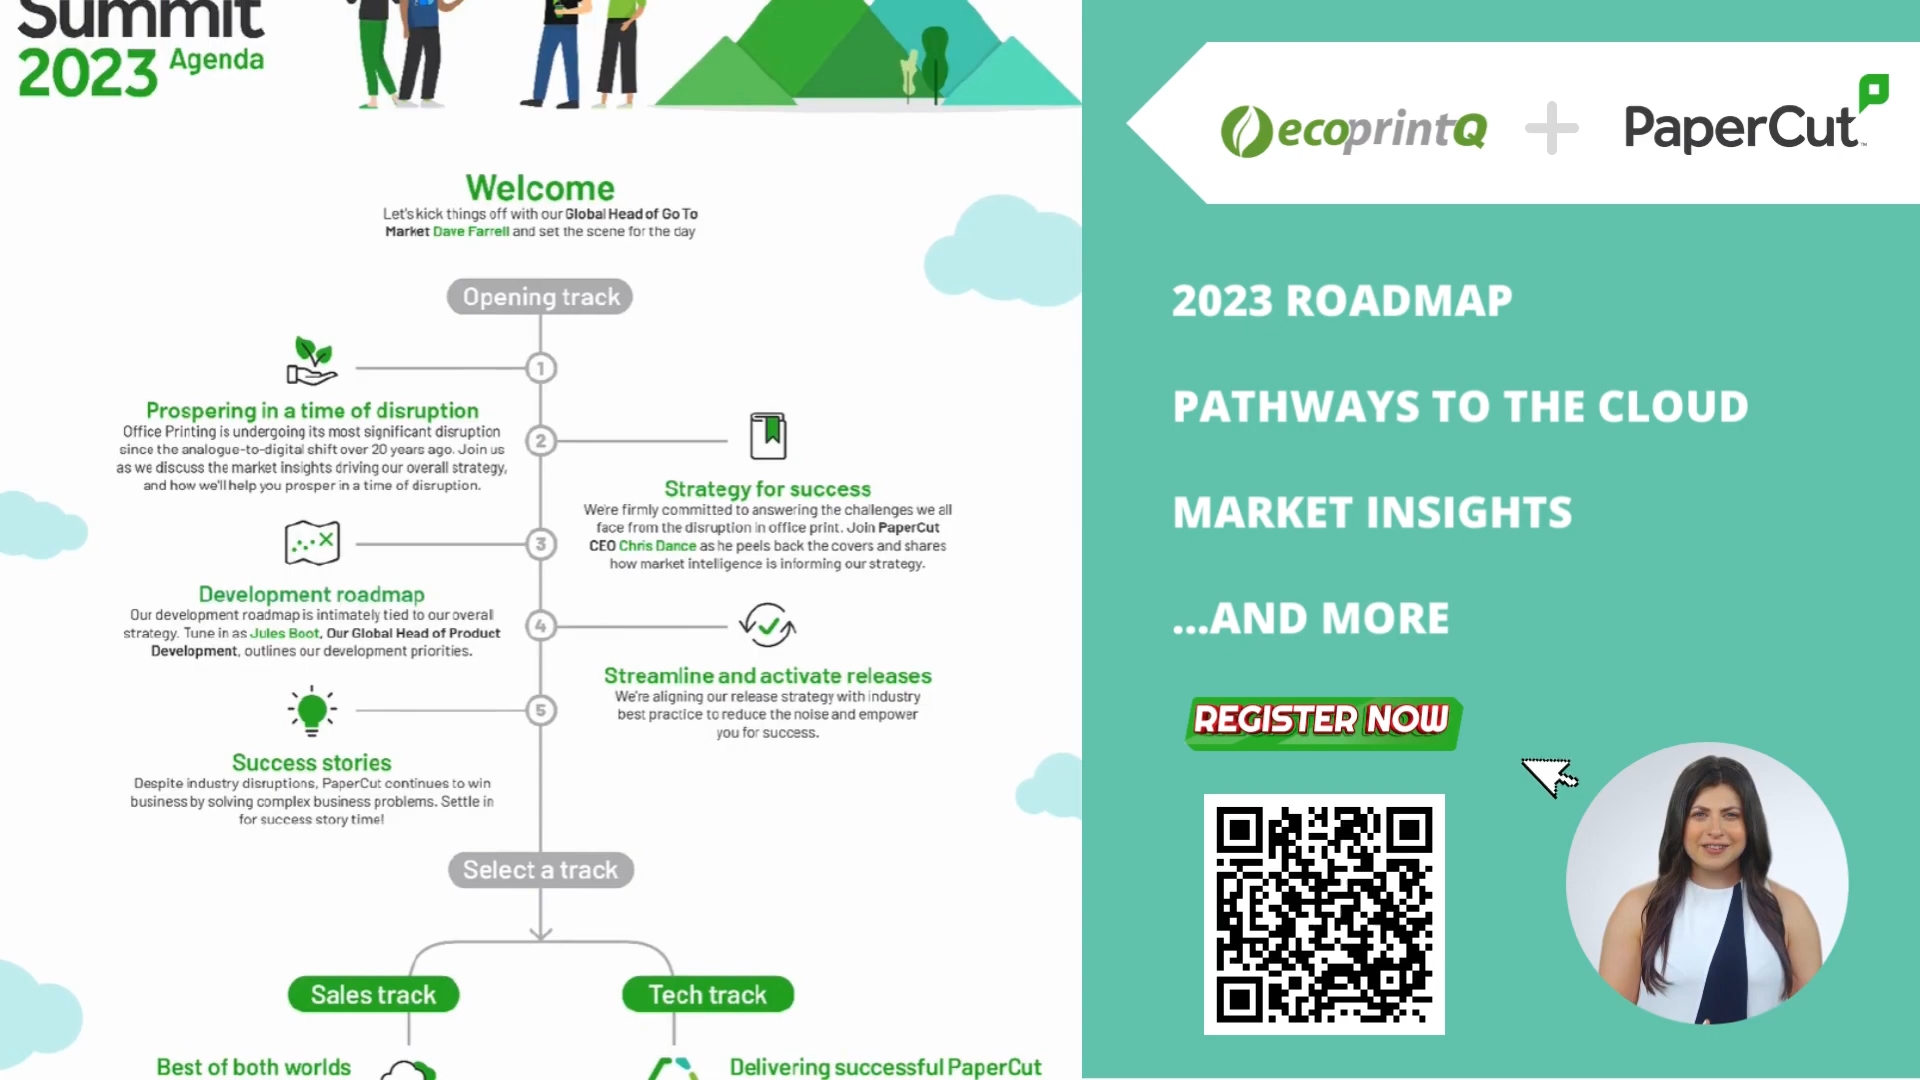 Summit
2023 Agenda
Welcome
Let's kick things off with our Global Head of Go To
Market Dave Farrell and set the scene for the day
Opening track
1
Prospering in a time of disruption
Office Printing is undergoing its most significant disruption
since the analogue-to-digital shift over 20 years ago. Join us
as we discuss the market insights driving our overall strategy,
and how we'll help you prosper in a time of disruption.
2
Strategy for success
We're firmly committed to answering the challenges we all
face from the disruption in office print. Join PaperCut
CEO Chris Dance as he peels back the covers and shares
how market intelligence is informing our strategy.
3
Development roadmap
Our development roadmap is intimately tied to our overall
strategy. Tune in as Jules Boot, Our Global Head of Product
Development, outlines our development priorities.
4
Streamline and activate releases
We're aligning our release strategy with industry
best practice to reduce the noise and empower
you for success.
5
Success stories
Despite industry disruptions, PaperCut continues to win
business by solving complex business problems. Settle in
for success story time!
Select a track
Sales track
Tech track
Best of both worlds
Delivering successful PaperCut
ecoprintQ + PaperCut™
2023 ROADMAP
PATHWAYS TO THE CLOUD
MARKET INSIGHTS
...AND MORE
REGISTER NOW